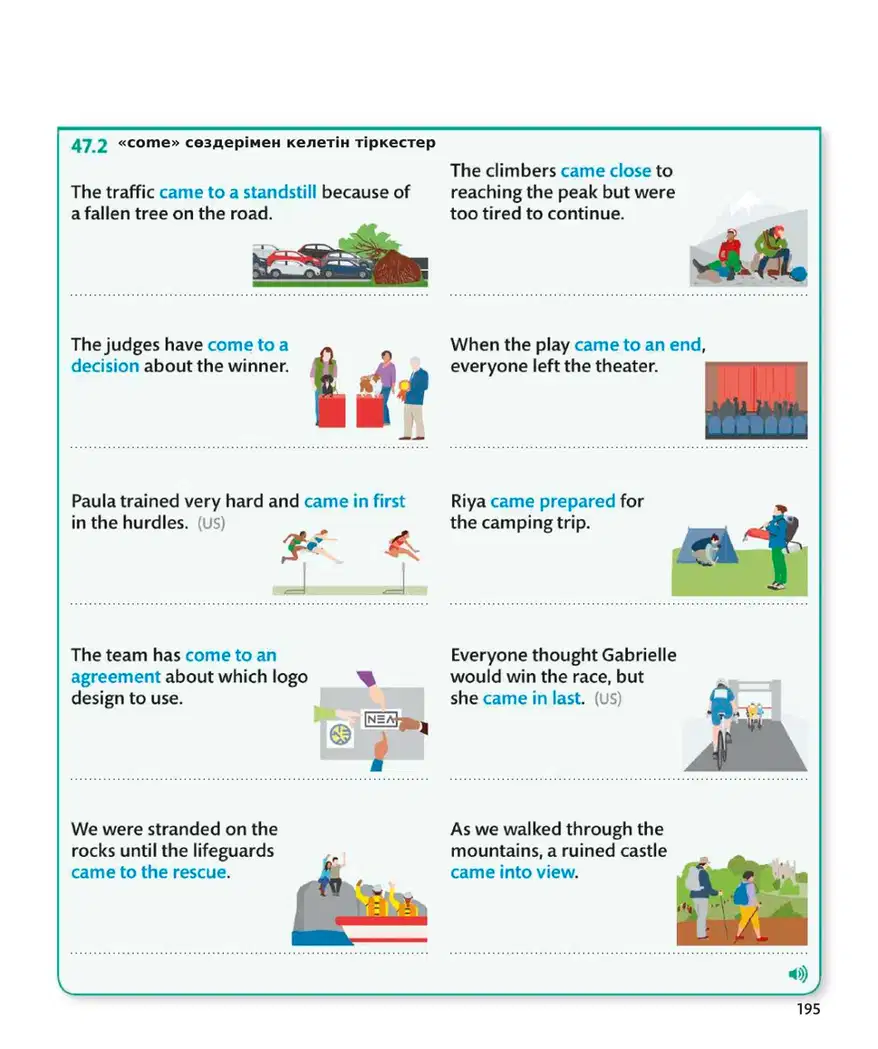 47.2 «come» сөздерімен келетін тіркестер
The traffic came to a standstill because of
a fallen tree on the road.
The climbers came close to
reaching the peak but were
too tired to continue.
The judges have come to a
decision about the winner.
When the play came to an end,
everyone left the theater.
Paula trained very hard and came in first
in the hurdles. (US)
Riya came prepared for
the camping trip.
The team has come to an
agreement about which logo
design to use.
NEA
Everyone thought Gabrielle
would win the race, but
she came in last. (US)
We were stranded on the
rocks until the lifeguards
came to the rescue.
As we walked through the
mountains, a ruined castle
came into view.
195